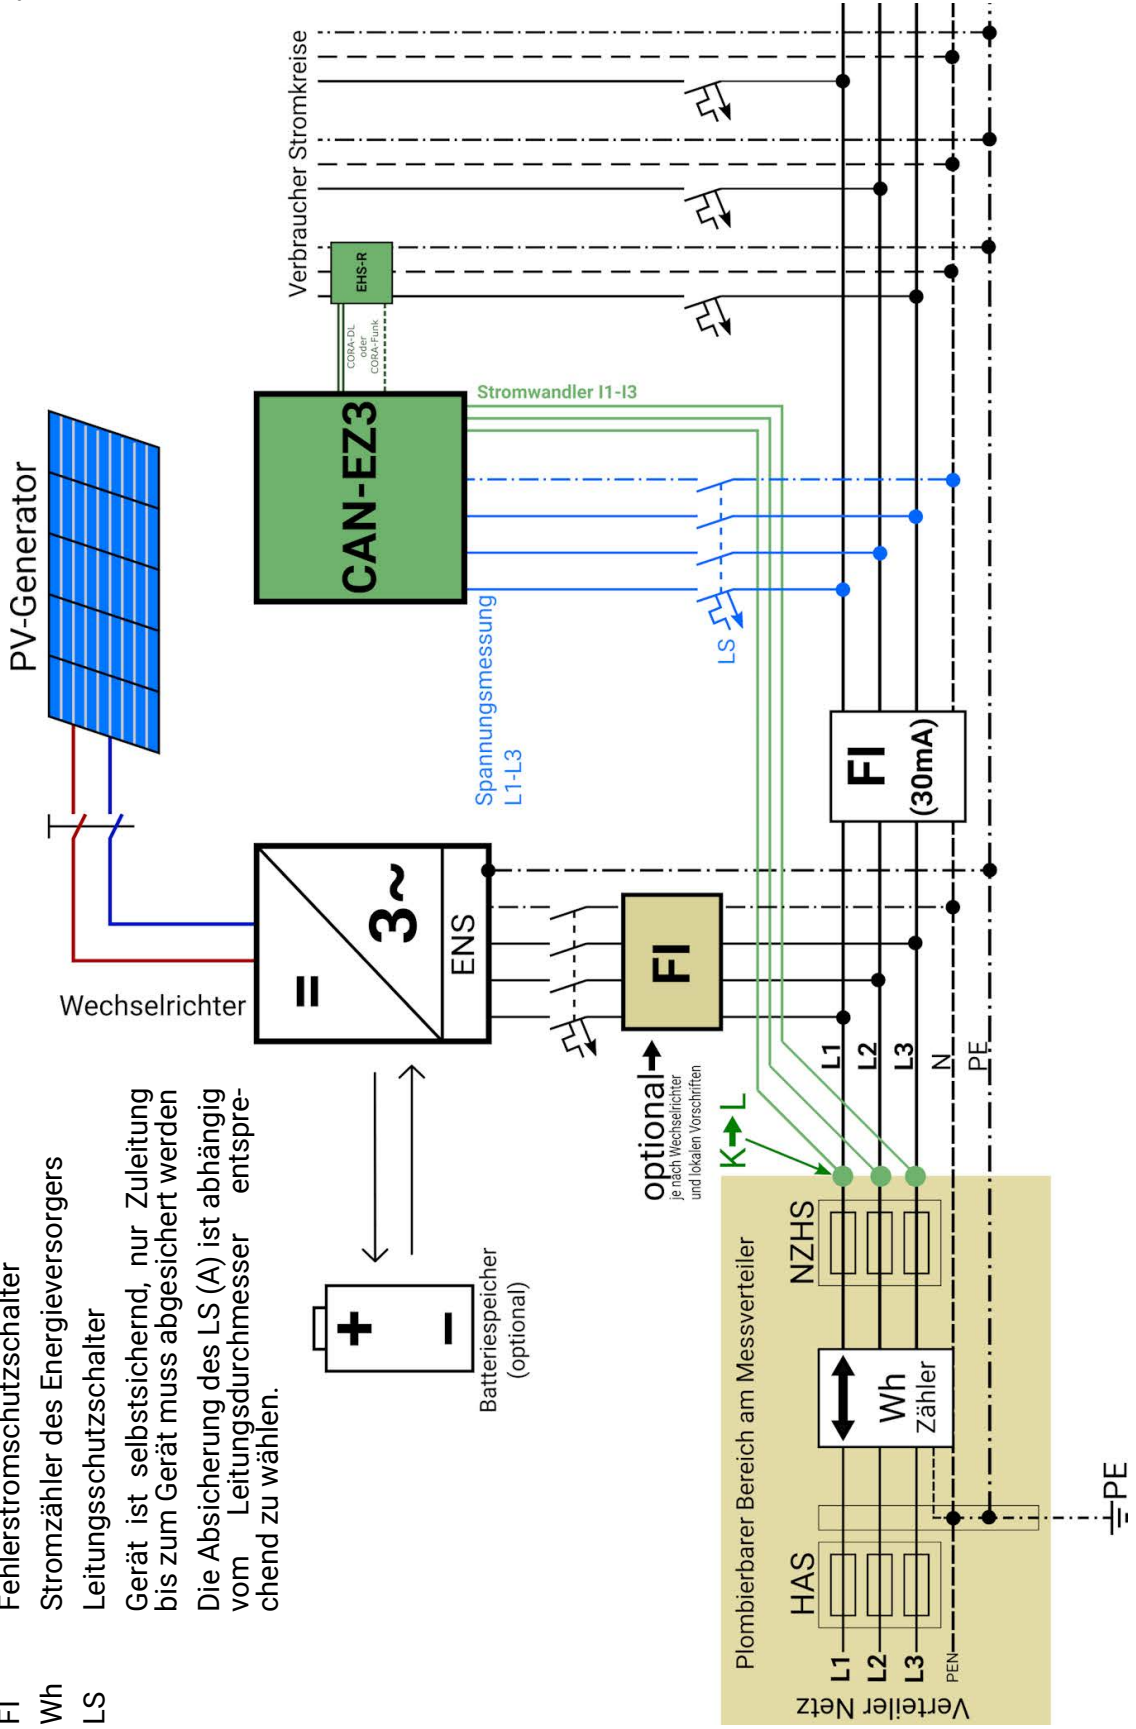 FI Fehlerstromschutzschalter
Wh Stromzähler des Energieversorgers
LS Leitungsschutzschalter
Gerät ist selbstsichernd, nur Zuleitung
bis zum Gerät muss abgesichert werden
Die Absicherung des LS (A) ist abhängig
vom Leitungsdurchmesser entspre-
chend zu wählen.
PV-Generator
Wechselrichter
=
3~
ENS
Batteriespeicher
(optional)
+
−
CAN-EZ3
EHS-R
CORA-DL
oder
CORA-Funk
Verbraucher Stromkreise
Stromwandler I1-I3
Spannungsmessung
L1-L3
LS
FI
optional
je nach Wechselrichter
und lokalen Vorschriften
K→L
FI
(30mA)
L1
L2
L3
N
PE
Plombierbarer Bereich am Messverteiler
NZHS
Wh
Zähler
HAS
L1
L2
L3
PEN
Verteiler Netz
PE